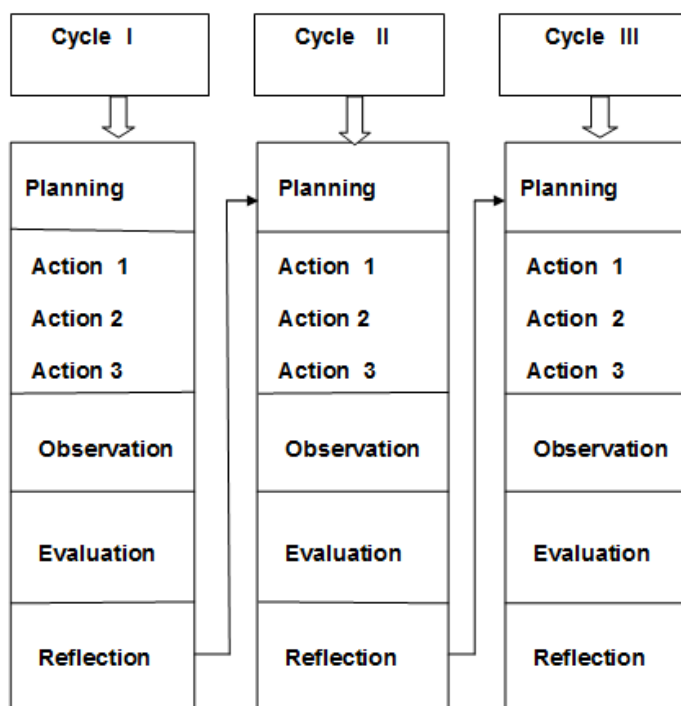 Cycle I
Planning
Action 1
Action 2
Action 3
Observation
Evaluation
Reflection
Cycle II
Planning
Action 1
Action 2
Action 3
Observation
Evaluation
Reflection
Cycle III
Planning
Action 1
Action 2
Action 3
Observation
Evaluation
Reflection